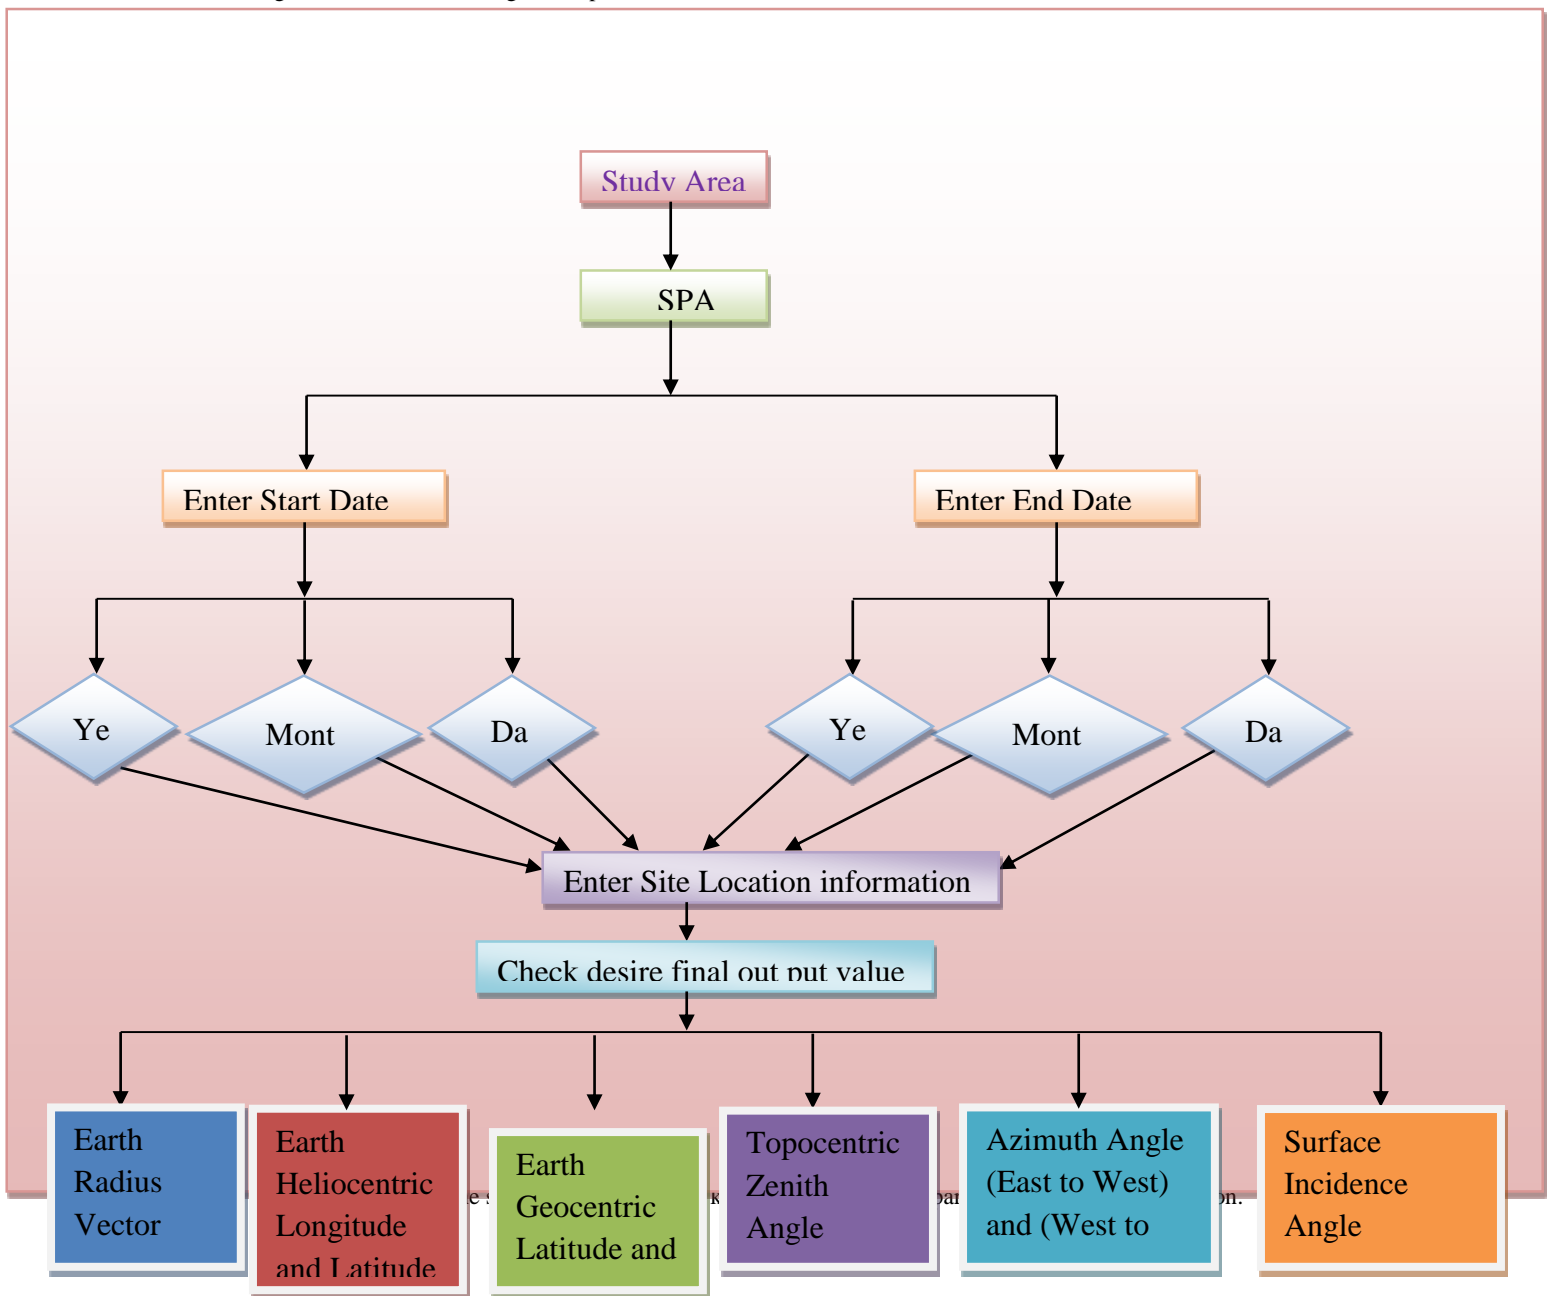 Study Area
SPA
Enter Start Date
Enter End Date
Ye
Mont
Da
Ye
Mont
Da
Enter Site Location information
Check desire final out put value
Earth
Radius
Vector
Earth
Heliocentric
Longitude
and Latitude
Earth
Geocentric
Latitude and
Topocentric
Zenith
Angle
Azimuth Angle
(East to West)
and (West to
Surface
Incidence
Angle